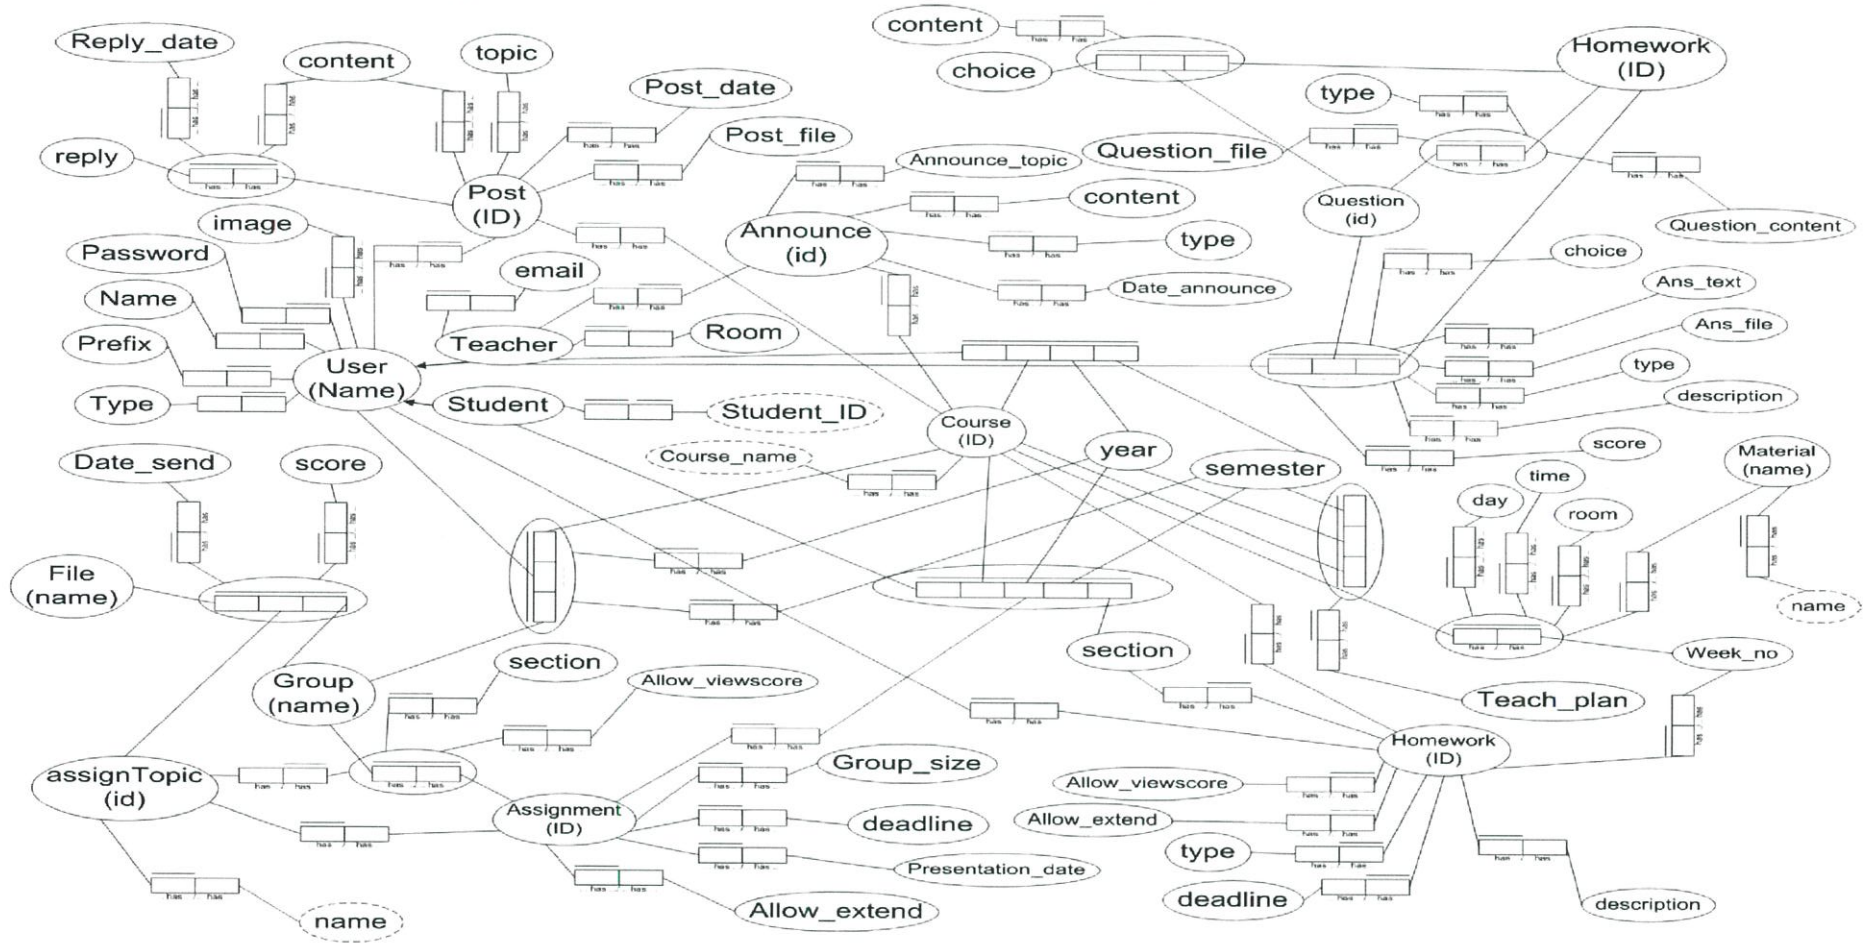 Reply_date
content
topic
content
choice
Homework
(ID)
Post_date
type
Post_file
Question_file
reply
Announce_topic
Post
(ID)
content
Question
(id)
Question_content
image
Announce
(id)
type
Password
choice
email
Name
Date_announce
Ans_text
Ans_file
Prefix
Teacher
Room
User
(Name)
type
Type
Student
Student_ID
description
Course
(ID)
Course_name
year
score
semester
Material
(name)
Date_send
score
time
day
room
File
(name)
name
section
section
Week_no
Group
(name)
Allow_viewscore
Teach_plan
Homework
(ID)
assignTopic
(id)
Group_size
Allow_viewscore
Assignment
(ID)
deadline
Allow_extend
type
Presentation_date
deadline
Allow_extend
description
name
has / has